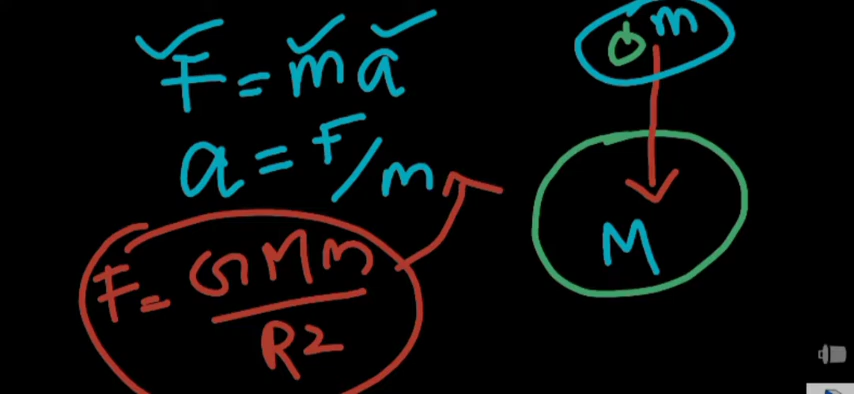 F = ma
m
a = F/m
M
F = GMm
R2